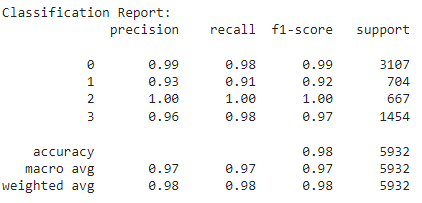 Classification Report:
precision recall f1-score support
0 0.99 0.98 0.99 3107
1 0.93 0.91 0.92 704
2 1.00 1.00 1.00 667
3 0.96 0.98 0.97 1454
accuracy 0.98 5932
macro avg 0.97 0.97 0.97 5932
weighted avg 0.98 0.98 0.98 5932